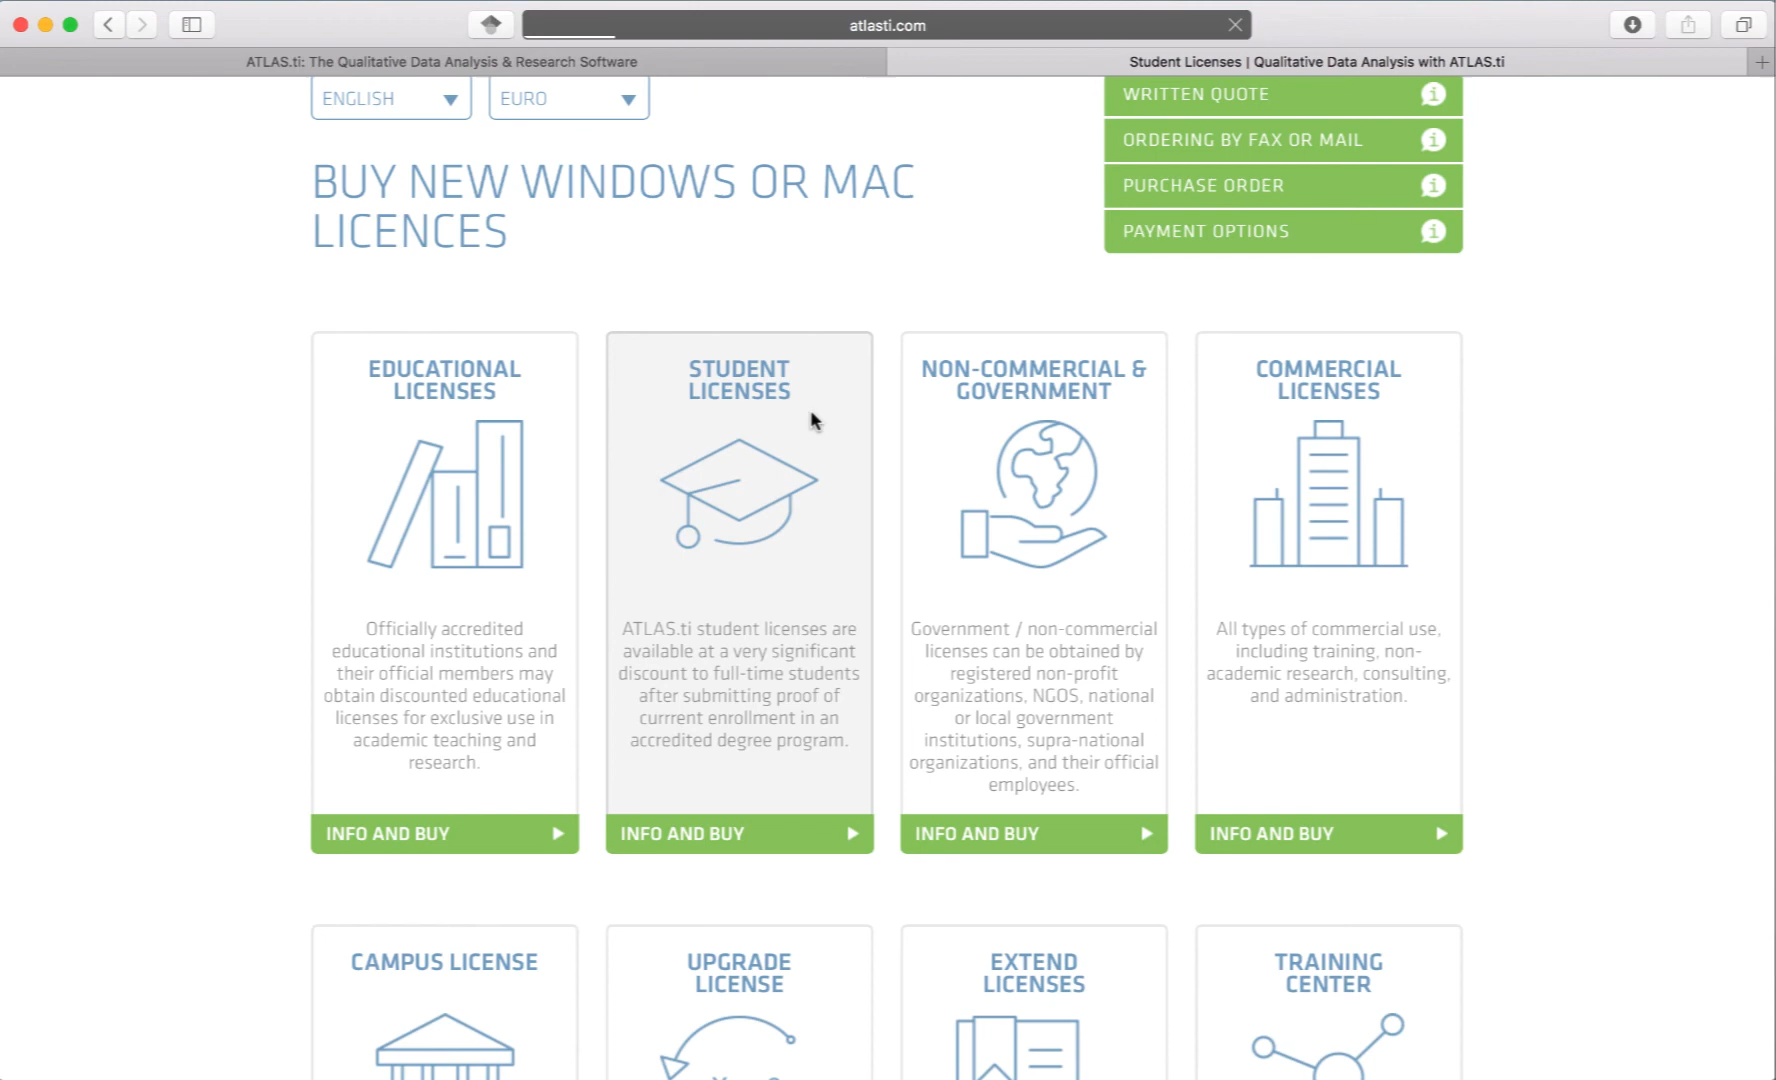 atlasti.com
ATLAS.ti: The Qualitative Data Analysis & Research Software
Student Licenses | Qualitative Data Analysis with ATLAS.ti
ENGLISH
EURO
WRITTEN QUOTE
ORDERING BY FAX OR MAIL
PURCHASE ORDER
PAYMENT OPTIONS
BUY NEW WINDOWS OR MAC
LICENCES
EDUCATIONAL
LICENSES
Officially accredited
educational institutions and
their official members may
obtain discounted educational
licenses for exclusive use in
academic teaching and
research.
INFO AND BUY
STUDENT
LICENSES
ATLAS.ti student licenses are
available at a very significant
discount to full-time students
after submitting proof of
currrent enrollment in an
accredited degree program.
INFO AND BUY
NON-COMMERCIAL &
GOVERNMENT
Government / non-commercial
licenses can be obtained by
registered non-profit
organizations, NGOS, national
or local government
institutions, supra-national
organizations, and their official
employees.
INFO AND BUY
COMMERCIAL
LICENSES
All types of commercial use,
including training, non-
academic research, consulting,
and administration.
INFO AND BUY
CAMPUS LICENSE
UPGRADE
LICENSE
EXTEND
LICENSES
TRAINING
CENTER